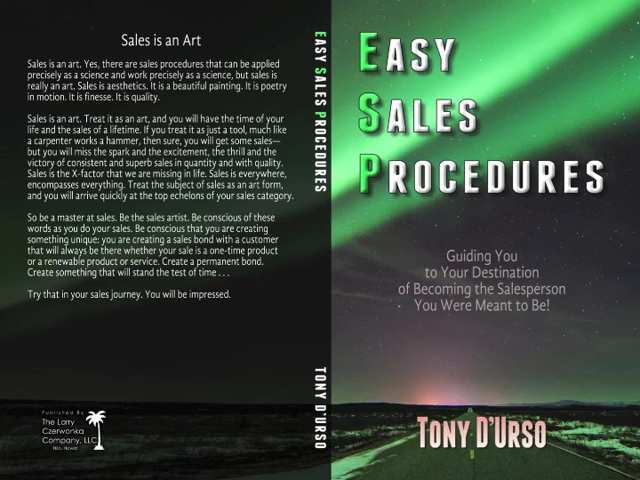 Sales is an Art
Sales is an art. Yes, there are sales procedures that can be applied
precisely as a science and work precisely as a science, but sales is
really an art. Sales is aesthetics. It is a beautiful painting. It is poetry
in motion. It is finesse. It is quality.
Sales is an art. Treat it as an art, and you will have the time of your
life and the sales of a lifetime. If you treat it as just a tool, much like
a carpenter works a hammer, then sure, you will get some sales—
but you will miss the spark and the excitement, the thrill and the
victory of consistent and superb sales in quantity and with quality.
Sales is the X-factor that we are missing in life. Sales is everywhere,
encompasses everything. Treat the subject of sales as an art form,
and you will arrive quickly at the top echelons of your sales category.
So be a master at sales. Be the sales artist. Be conscious of these
words as you do your sales. Be conscious that you are creating
something unique: you are creating a sales bond with a customer
that will always be there whether your sale is a one-time product
or a renewable product or service. Create a permanent bond.
Create something that will stand the test of time . . .
Try that in your sales journey. You will be impressed.
Published By
The Larry
Czerwonka
Company, LLC
Hilo, Hawaii
EASY SALES PROCEDURES
TONY D'URSO
EASY
SALES
PROCEDURES
Guiding You
to Your Destination
of Becoming the Salesperson
You Were Meant to Be!
TONY D'URSO